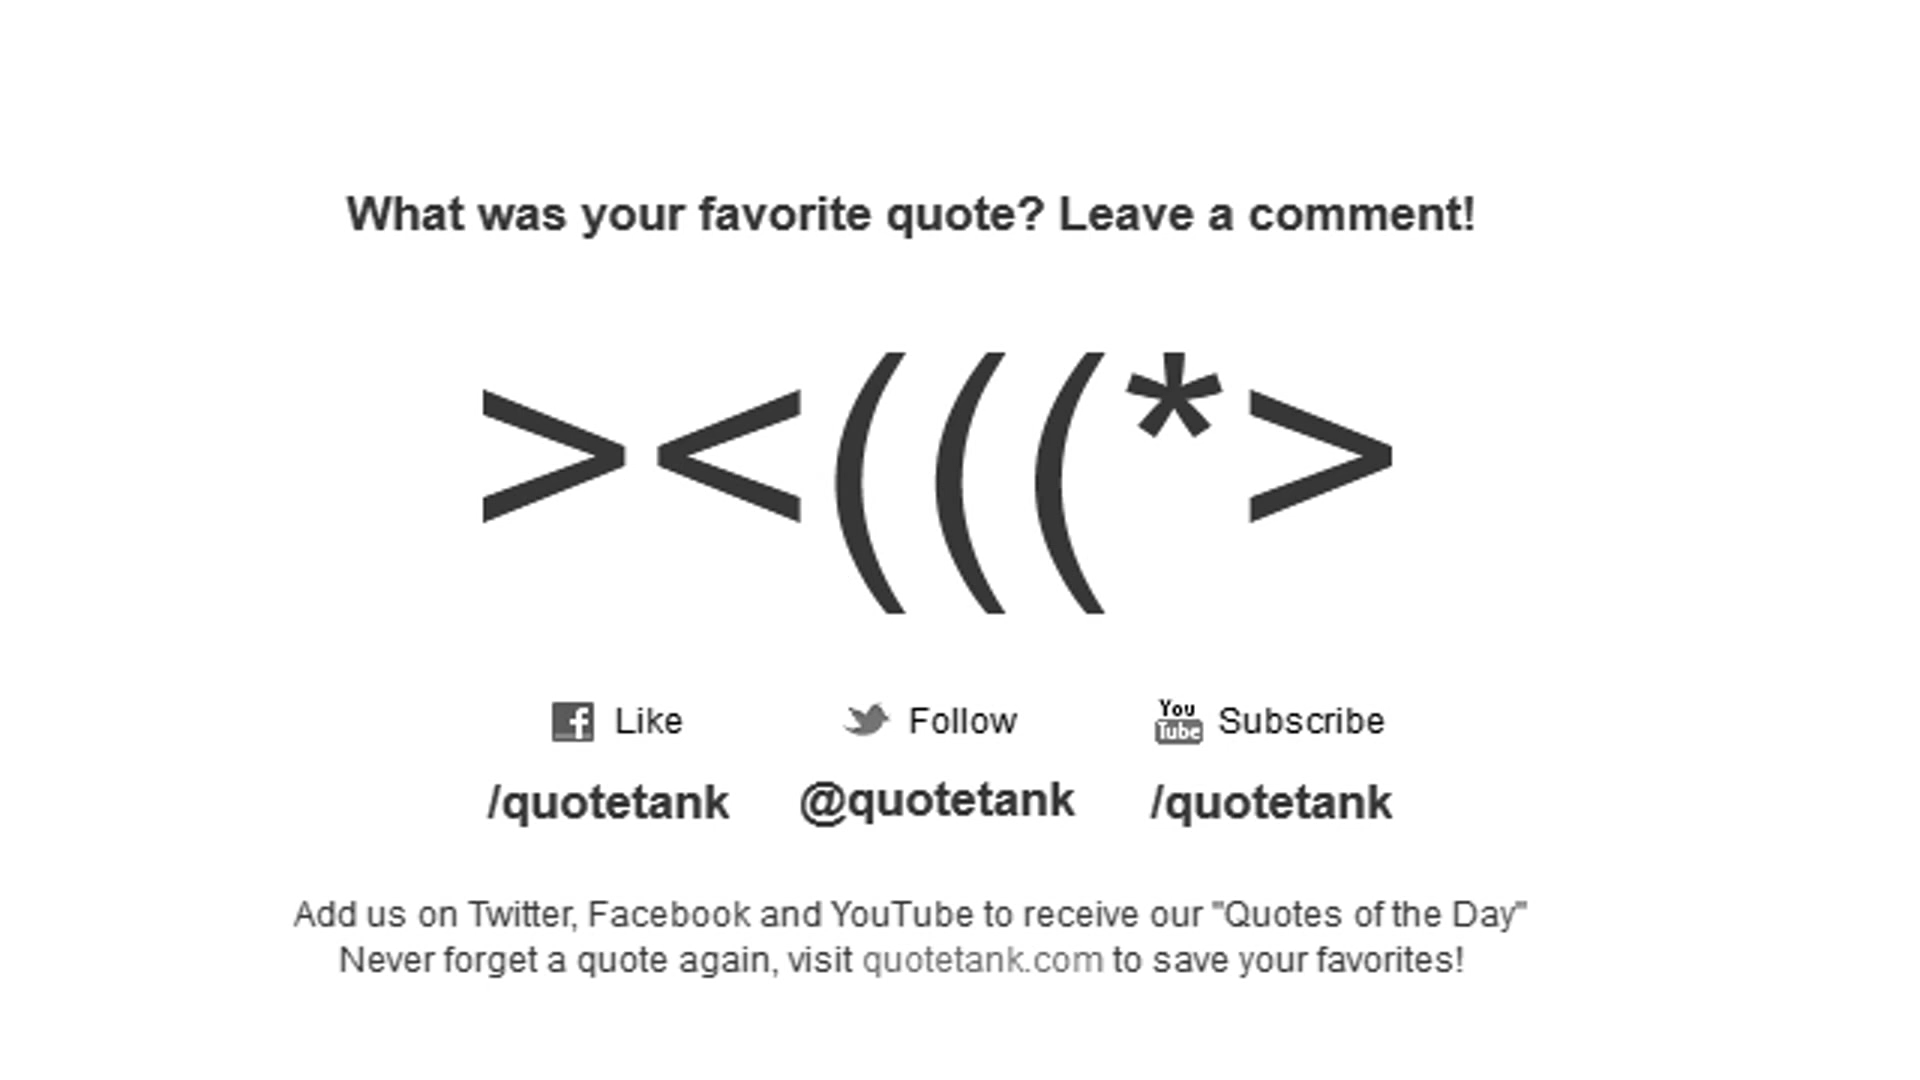 What was your favorite quote? Leave a comment!
><(((*>
f Like Follow You Tube Subscribe
/quotetank @quotetank /quotetank
Add us on Twitter, Facebook and YouTube to receive our "Quotes of the Day"
Never forget a quote again, visit quotetank.com to save your favorites!